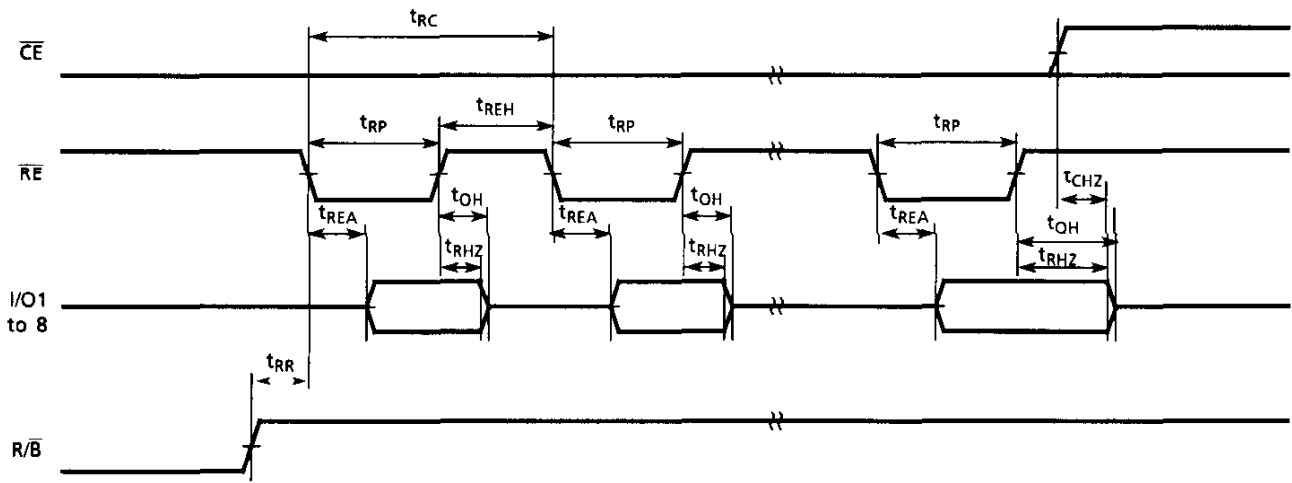 tRC
CE
tRP
tREH
tRP
tRP
RE
tCHZ
tREA
tOH
tREA
tOH
tREA
tOH
tRHZ
tRHZ
tRHZ
I/O1
to 8
tRR
R/B